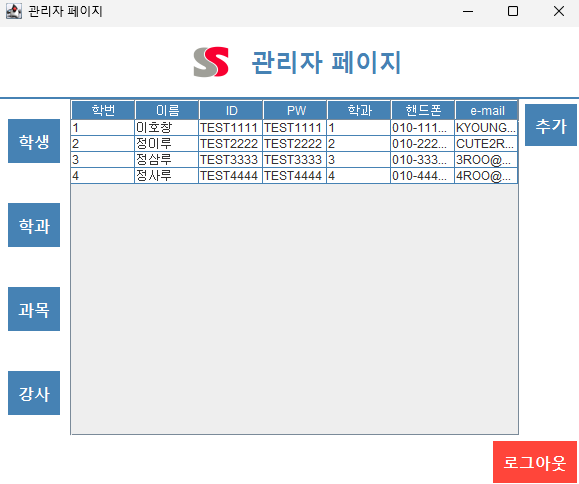 관리자 페이지
SS 관리자 페이지
학번 이름 ID PW 학과 핸드폰 e-mail
1 이호창 TEST1111 TEST1111 1 010-111... KYOUNG...
2 정미루 TEST2222 TEST2222 2 010-222... CUTE2R...
3 정삼루 TEST3333 TEST3333 3 010-333... 3ROO@...
4 정사루 TEST4444 TEST4444 4 010-444... 4ROO@...
추가
학생
학과
과목
강사
로그아웃